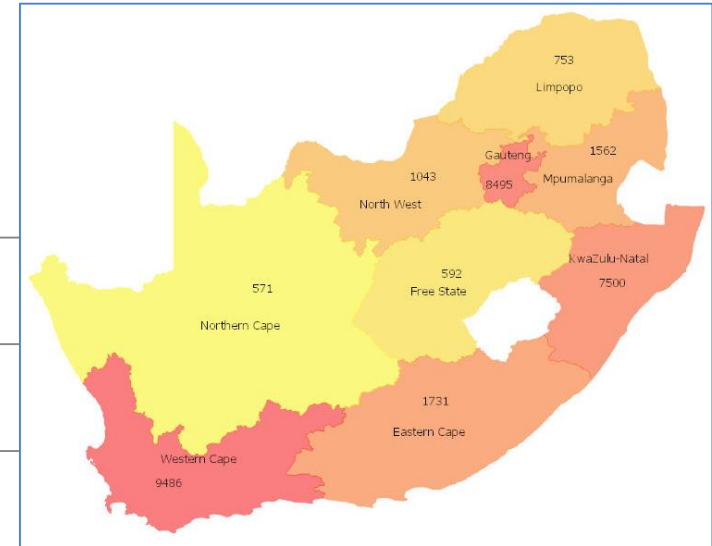 753
Limpopo
1562
Mpumalanga
Gauteng
8495
1043
North West
KwaZulu-Natal
7500
592
Free State
571
Northern Cape
1731
Eastern Cape
Western Cape
9486